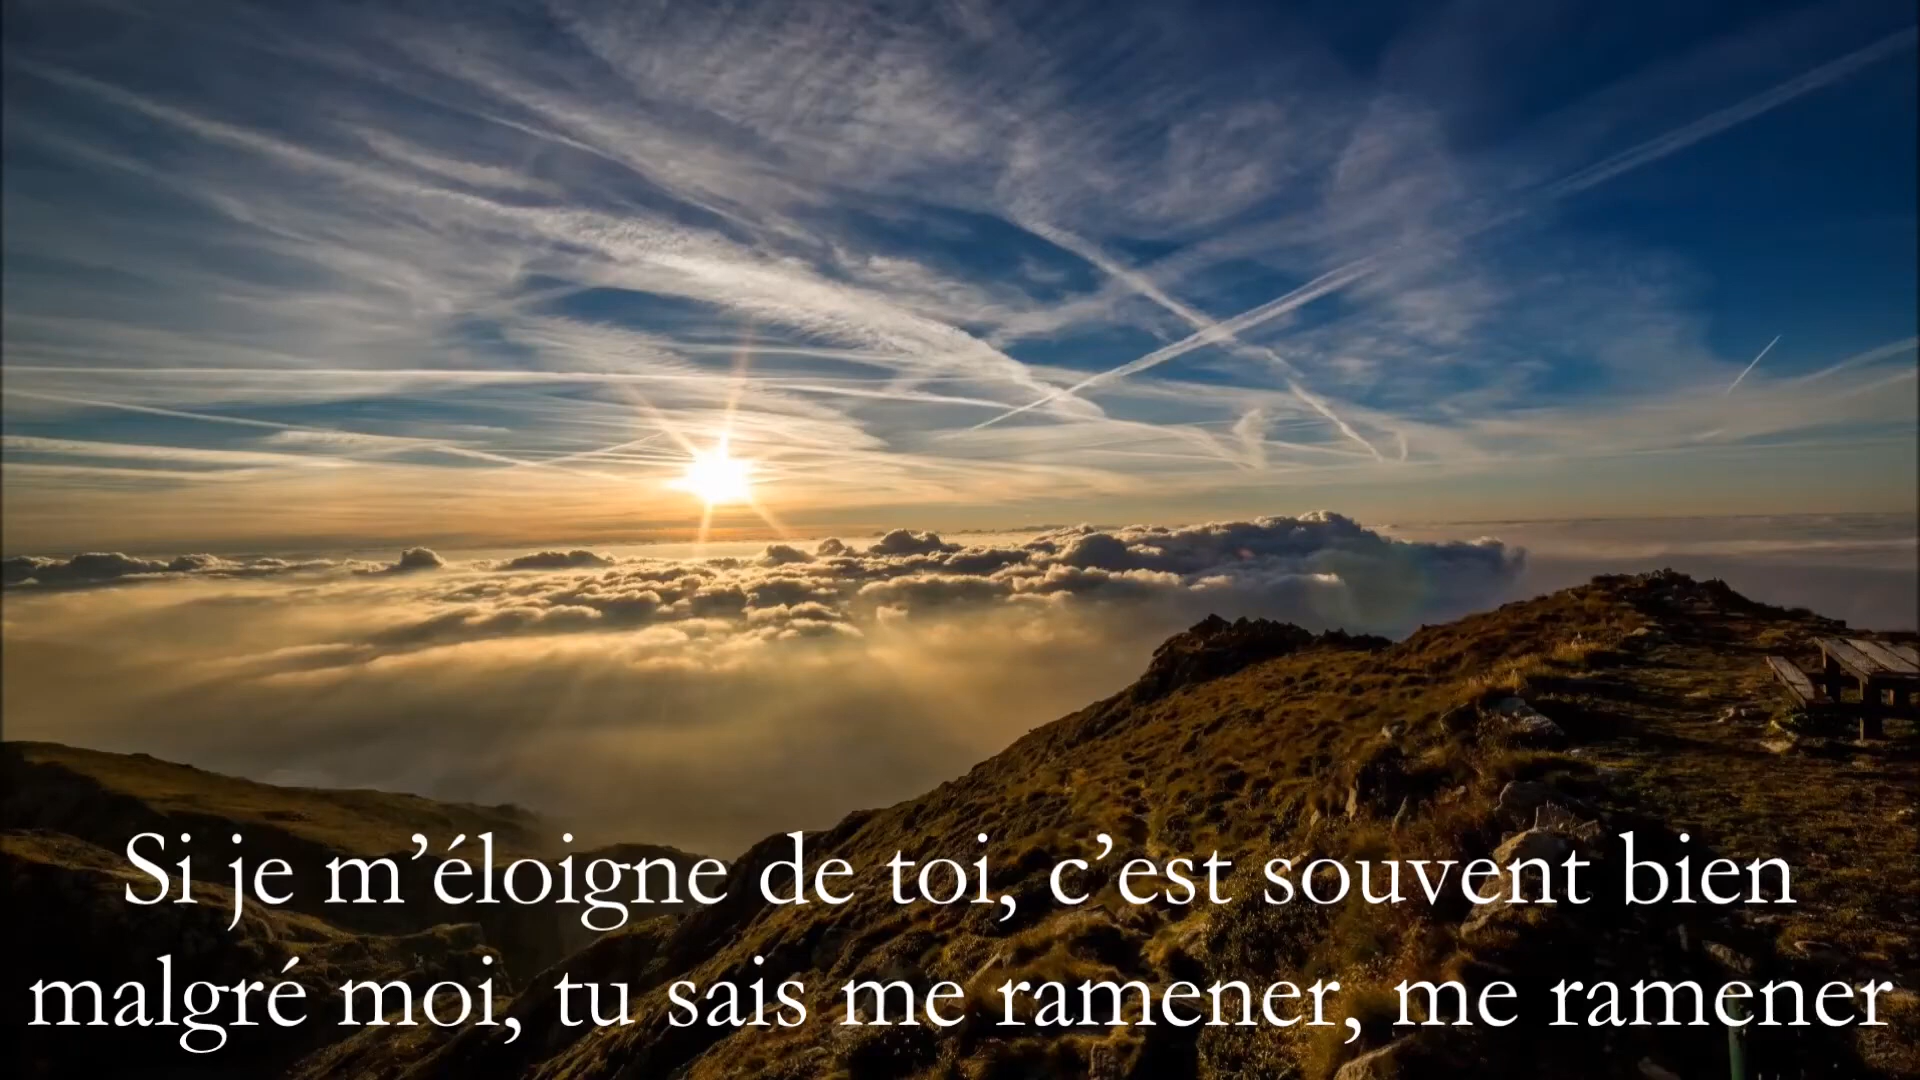 Si je m’éloigne de toi, c’est souvent bien
malgré moi, tu sais me ramener, me ramener